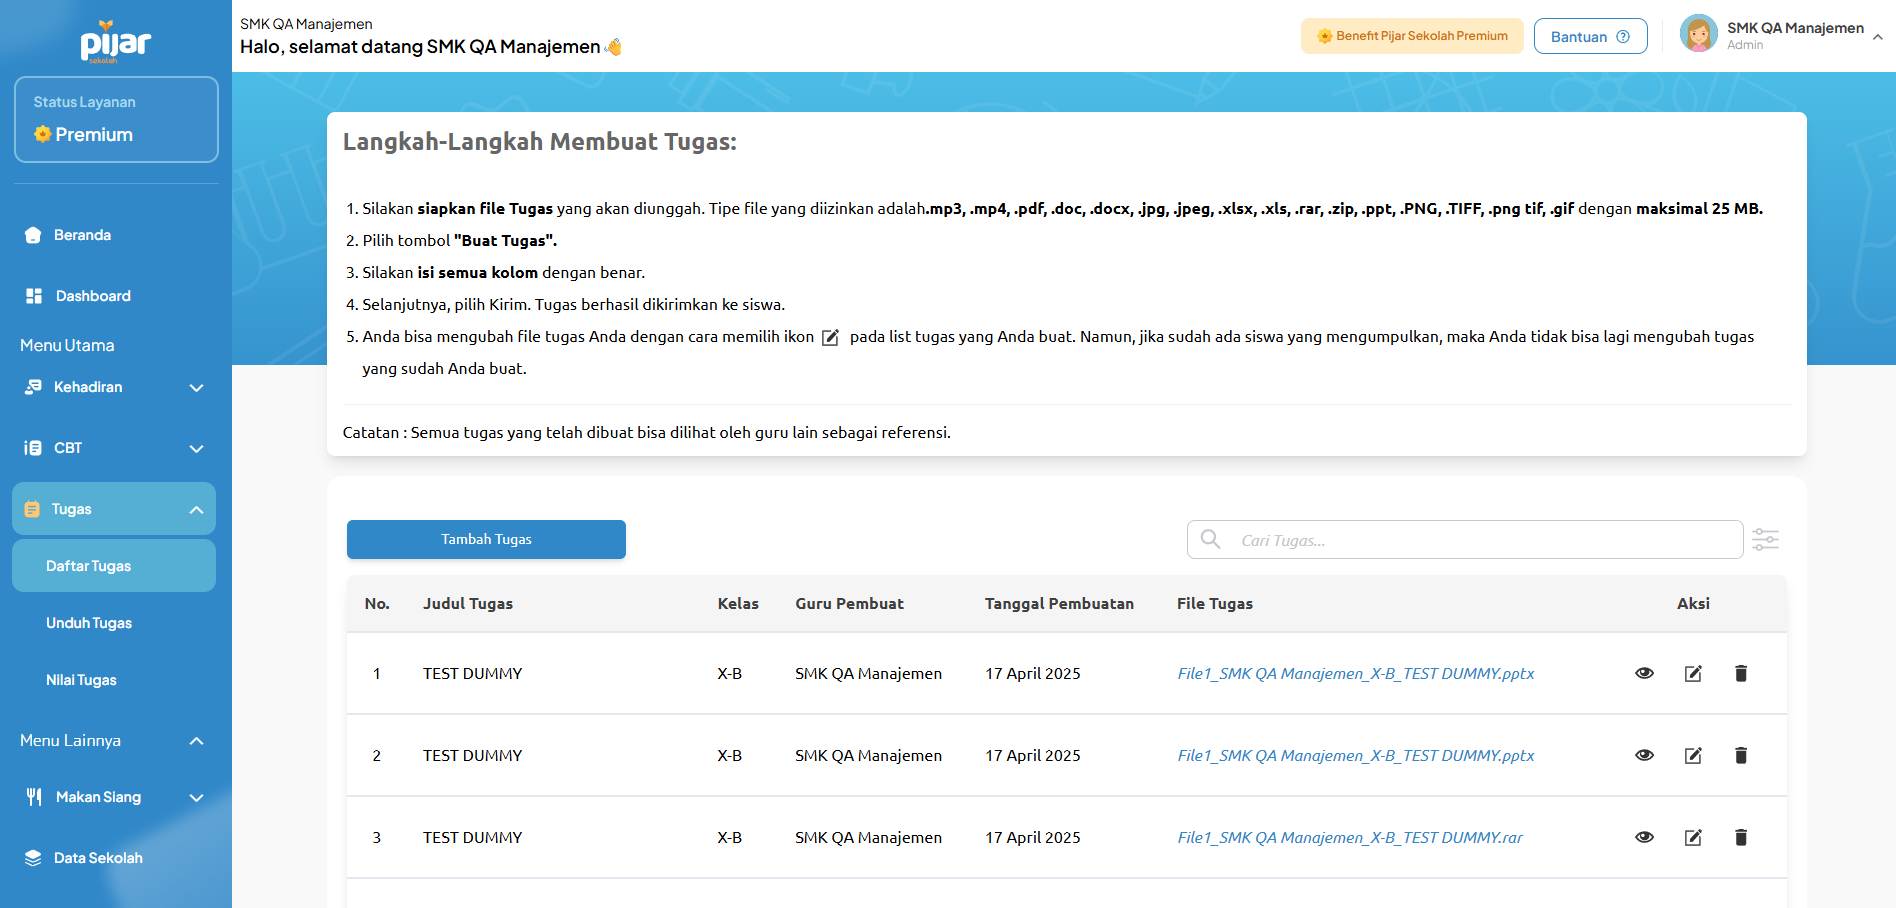 pijar
sekolah
Status Layanan
Premium
Beranda
Dashboard
Menu Utama
Kehadiran
CBT
Tugas
Daftar Tugas
Unduh Tugas
Nilai Tugas
Menu Lainnya
Makan Siang
Data Sekolah
SMK QA Manajemen
Halo, selamat datang SMK QA Manajemen
Benefit Pijar Sekolah Premium
Bantuan
SMK QA Manajemen
Admin
Langkah-Langkah Membuat Tugas:
1. Silakan siapkan file Tugas yang akan diunggah. Tipe file yang diizinkan adalah.mp3, .mp4, .pdf, .doc, .docx, .jpg, .jpeg, .xlsx, .xls, .rar, .zip, .ppt, .PNG, .TIFF, .png tif, .gif dengan maksimal 25 MB.
2. Pilih tombol "Buat Tugas".
3. Silakan isi semua kolom dengan benar.
4. Selanjutnya, pilih Kirim. Tugas berhasil dikirimkan ke siswa.
5. Anda bisa mengubah file tugas Anda dengan cara memilih ikon pada list tugas yang Anda buat. Namun, jika sudah ada siswa yang mengumpulkan, maka Anda tidak bisa lagi mengubah tugas
yang sudah Anda buat.
Catatan : Semua tugas yang telah dibuat bisa dilihat oleh guru lain sebagai referensi.
Tambah Tugas
Cari Tugas...
No. Judul Tugas Kelas Guru Pembuat Tanggal Pembuatan File Tugas Aksi
1 TEST DUMMY X-B SMK QA Manajemen 17 April 2025 File1_SMK QA Manajemen_X-B_TEST DUMMY.pptx
2 TEST DUMMY X-B SMK QA Manajemen 17 April 2025 File1_SMK QA Manajemen_X-B_TEST DUMMY.pptx
3 TEST DUMMY X-B SMK QA Manajemen 17 April 2025 File1_SMK QA Manajemen_X-B_TEST DUMMY.rar